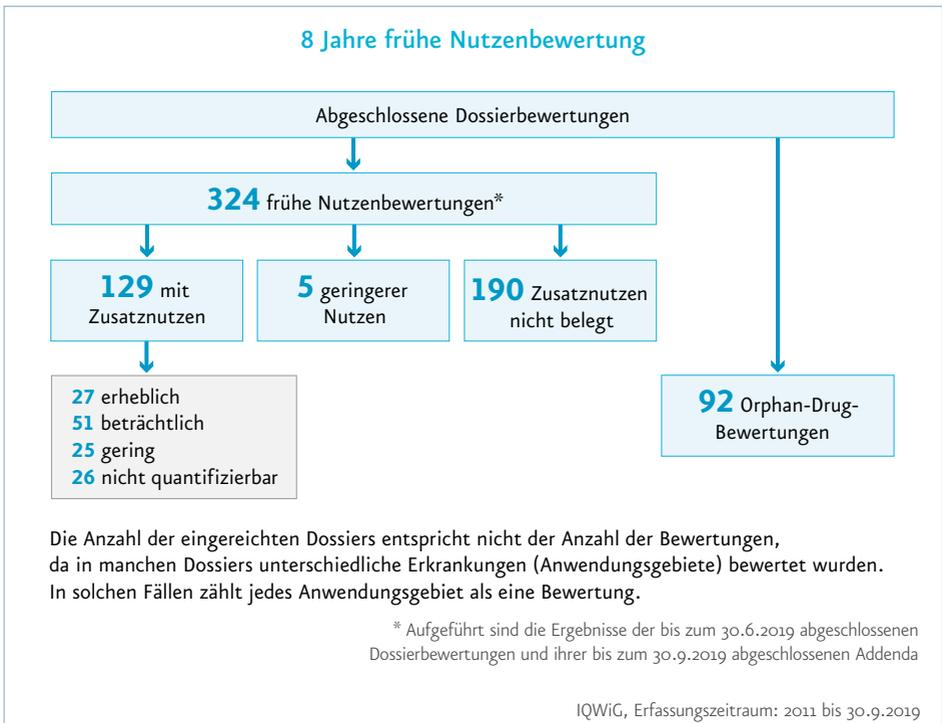 8 Jahre frühe Nutzenbewertung
Abgeschlossene Dossierbewertungen
324 frühe Nutzenbewertungen*
129 mit
Zusatznutzen
5 geringerer
Nutzen
190 Zusatznutzen
nicht belegt
27 erheblich
51 beträchtlich
25 gering
26 nicht quantifizierbar
92 Orphan-Drug-
Bewertungen
Die Anzahl der eingereichten Dossiers entspricht nicht der Anzahl der Bewertungen,
da in manchen Dossiers unterschiedliche Erkrankungen (Anwendungsgebiete) bewertet wurden.
In solchen Fällen zählt jedes Anwendungsgebiet als eine Bewertung.
* Aufgeführt sind die Ergebnisse der bis zum 30.6.2019 abgeschlossenen
Dossierbewertungen und ihrer bis zum 30.9.2019 abgeschlossenen Addenda
IQWiG, Erfassungszeitraum: 2011 bis 30.9.2019